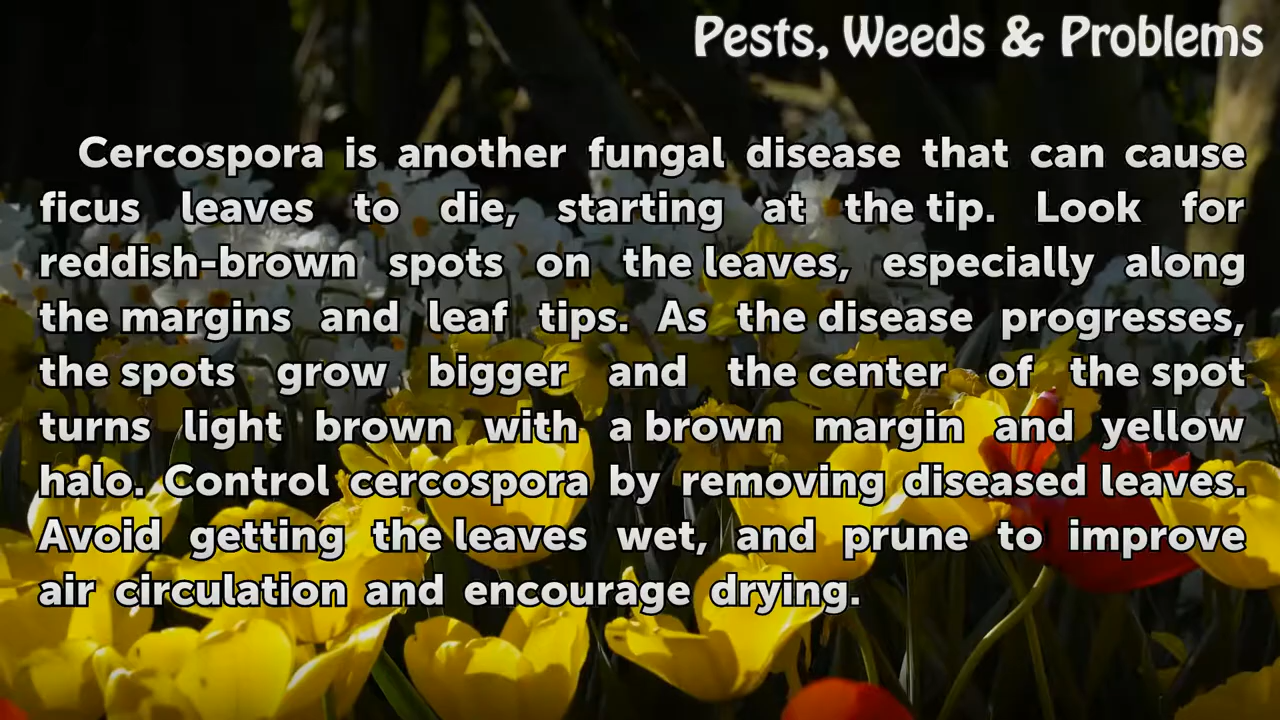 Pests, Weeds & Problems
Cercospora is another fungal disease that can cause
ficus leaves to die, starting at the tip. Look for
reddish-brown spots on the leaves, especially along
the margins and leaf tips. As the disease progresses,
the spots grow bigger and the center of the spot
turns light brown with a brown margin and yellow
halo. Control cercospora by removing diseased leaves.
Avoid getting the leaves wet, and prune to improve
air circulation and encourage drying.